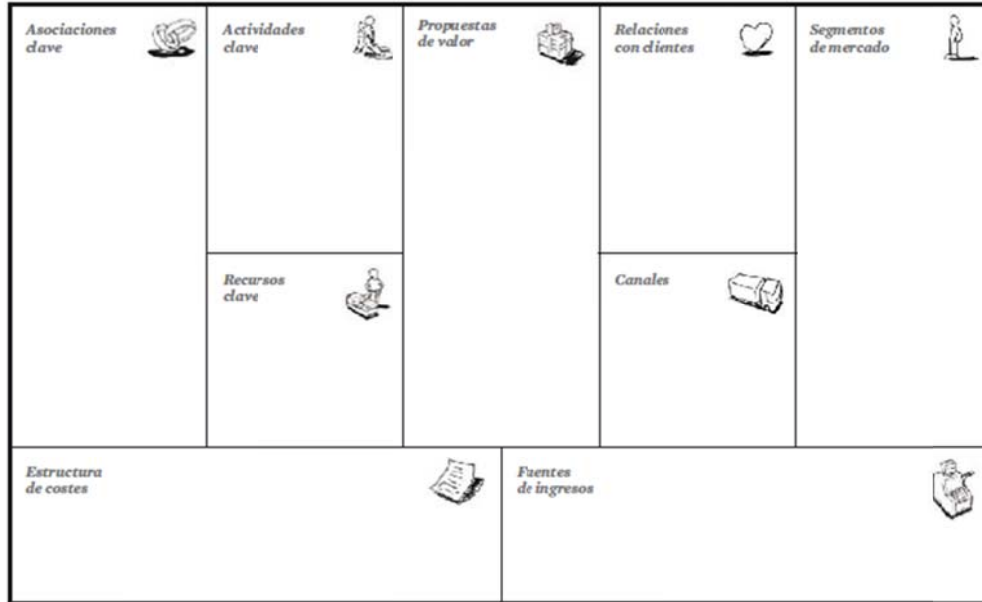 Asociaciones
clave
Actividades
clave
Propuestas
de valor
Relaciones
con clientes
Segmentos
de mercado
Recursos
clave
Canales
Estructura
de costes
Fuentes
de ingresos